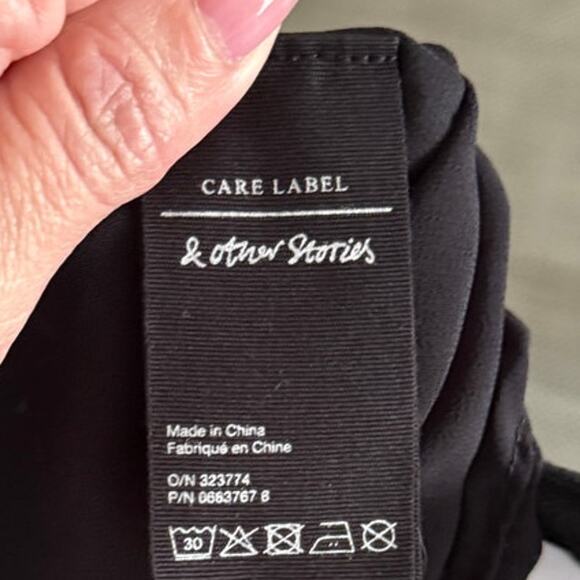 CARE LABEL
& other Stories
Made in China
Fabriqué en Chine
O/N 323774
P/N 0663767 8
30